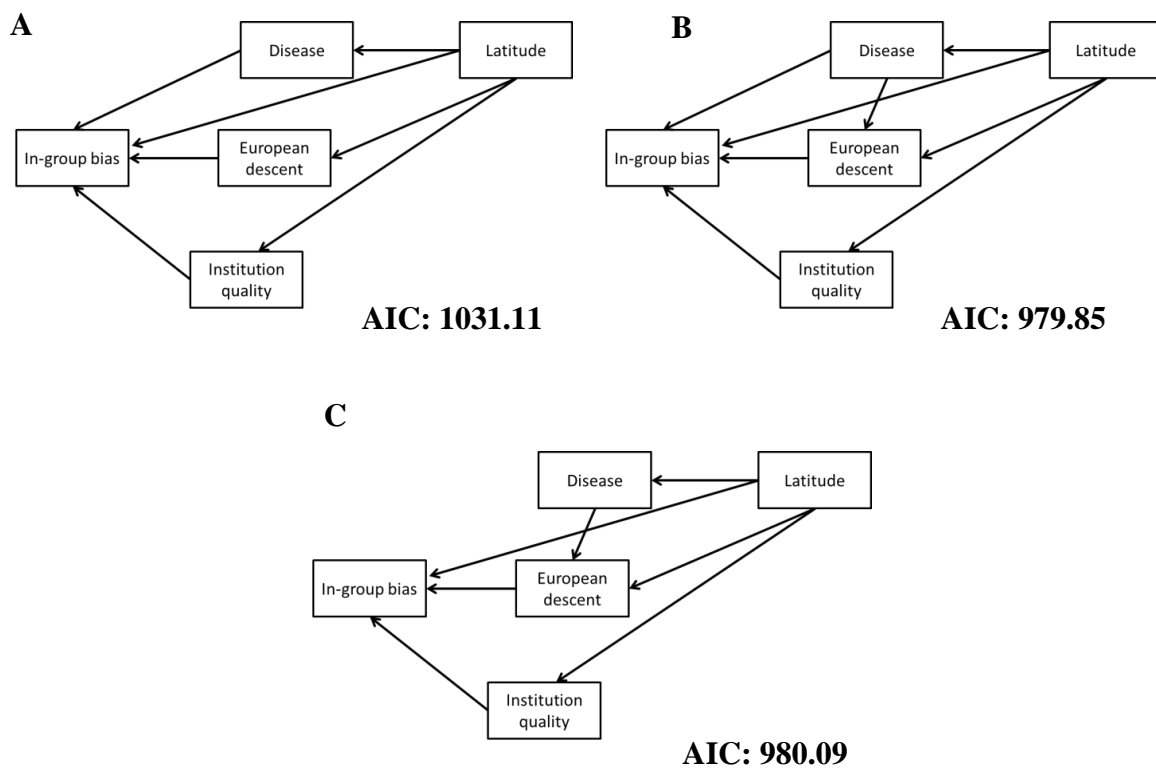 A
Disease
Latitude
In-group bias
European
descent
Institution
quality
AIC: 1031.11
B
Disease
Latitude
In-group bias
European
descent
Institution
quality
AIC: 979.85
C
Disease
Latitude
In-group bias
European
descent
Institution
quality
AIC: 980.09